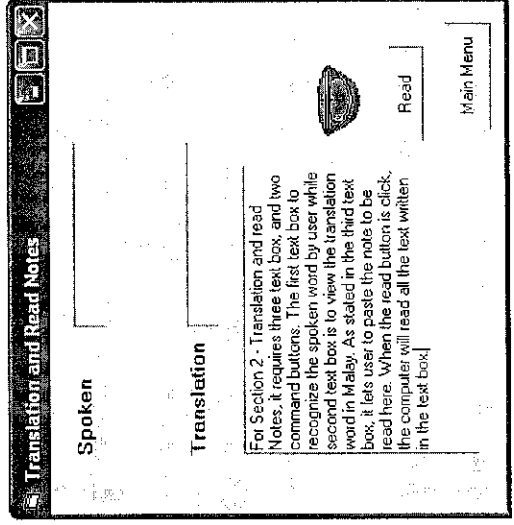 Translation and Read Notes
Spoken
Translation
For Section 2 - Translation and read
Notes, it requires three text box, and two
command buttons. The first text box to
recognize the spoken word by user while
second text box is to view the translation
word in Malay. As stated in the third text
box, it lets user to paste the note to be
read here. When the read button is click,
the computer will read all the text written
in the text box.
Read
Main Menu